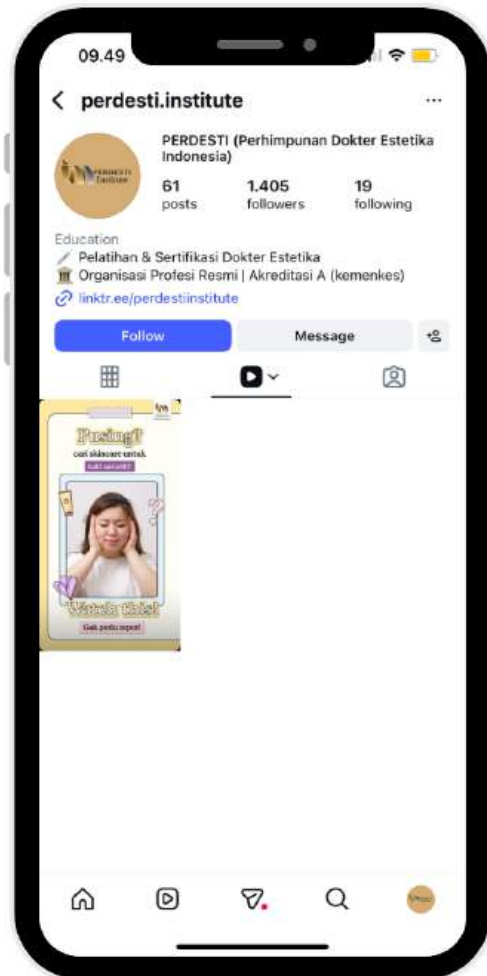 09.49
perdesti.institute
PERDESTI (Perhimpunan Dokter Estetika
Indonesia)
PERDESTI
Institute
61
1.405
19
posts
followers
following
Education
Pelatihan & Sertifikasi Dokter Estetika
Organisasi Profesi Resmi | Akreditasi A (kemenkes)
linktr.ee/perdestiinstitute
Follow
Message
Pusing?
cari skincare untuk
Watch this!
Gak perlu repot!